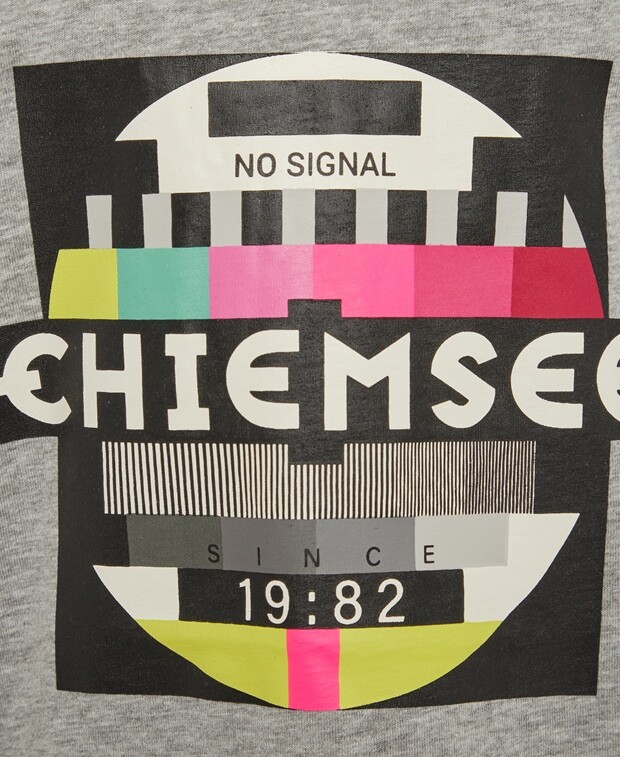 NO SIGNAL
CHIEMSEE
SINCE
19:82